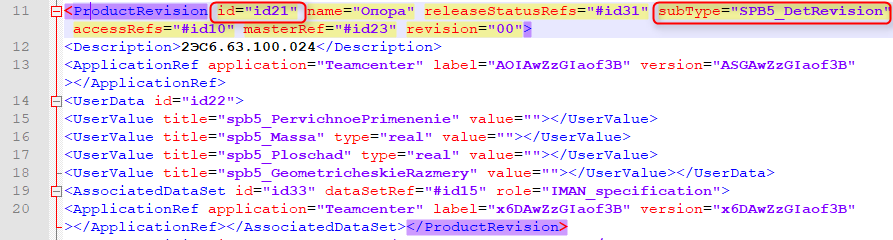 11 <ProductRevision id="id21" name="Опора" releaseStatusRefs="#id31" subType="SPB5_DetRevision"
accessRefs="#id10" masterRef="#id23" revision="00">
12 <Description>2ЭС6.63.100.024</Description>
13 <ApplicationRef application="Teamcenter" label="AOIAwZzGIaof3B" version="ASGAwZzGIaof3B"
></ApplicationRef>
14 <UserData id="id22">
15 <UserValue title="spb5_PervichnoePrimenenie" value=""></UserValue>
16 <UserValue title="spb5_Massa" type="real" value=""></UserValue>
17 <UserValue title="spb5_Ploschad" type="real" value=""></UserValue>
18 <UserValue title="spb5_GeometricheskieRazmery" value=""></UserValue></UserData>
19 <AssociatedDataSet id="id33" dataSetRef="#id15" role="IMAN_specification">
20 <ApplicationRef application="Teamcenter" label="x6DAwZzGIaof3B" version="x6DAwZzGIaof3B"
></ApplicationRef></AssociatedDataSet></ProductRevision>